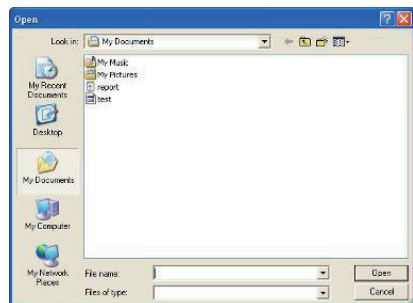 Open
Look in: My Documents
My Music
My Pictures
report
test
My Recent
Documents
Desktop
My Documents
My Computer
My Network
Places
File name:
Open
Files of type:
Cancel